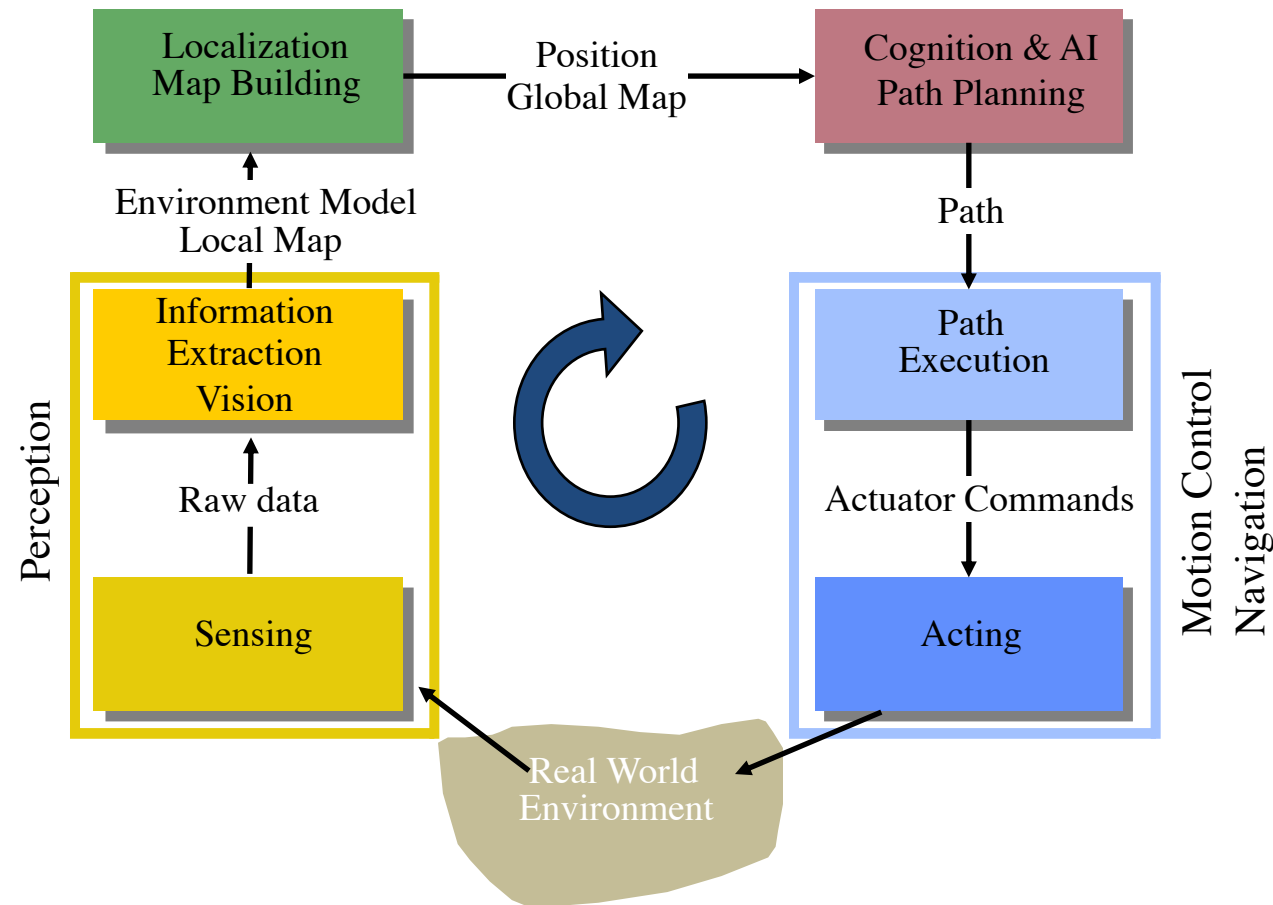 Localization
Map Building
Position
Global Map
Cognition & AI
Path Planning
Environment Model
Local Map
Path
Information
Extraction
Vision
Path
Execution
Perception
Raw data
Actuator Commands
Motion Control
Navigation
Sensing
Acting
Real World
Environment